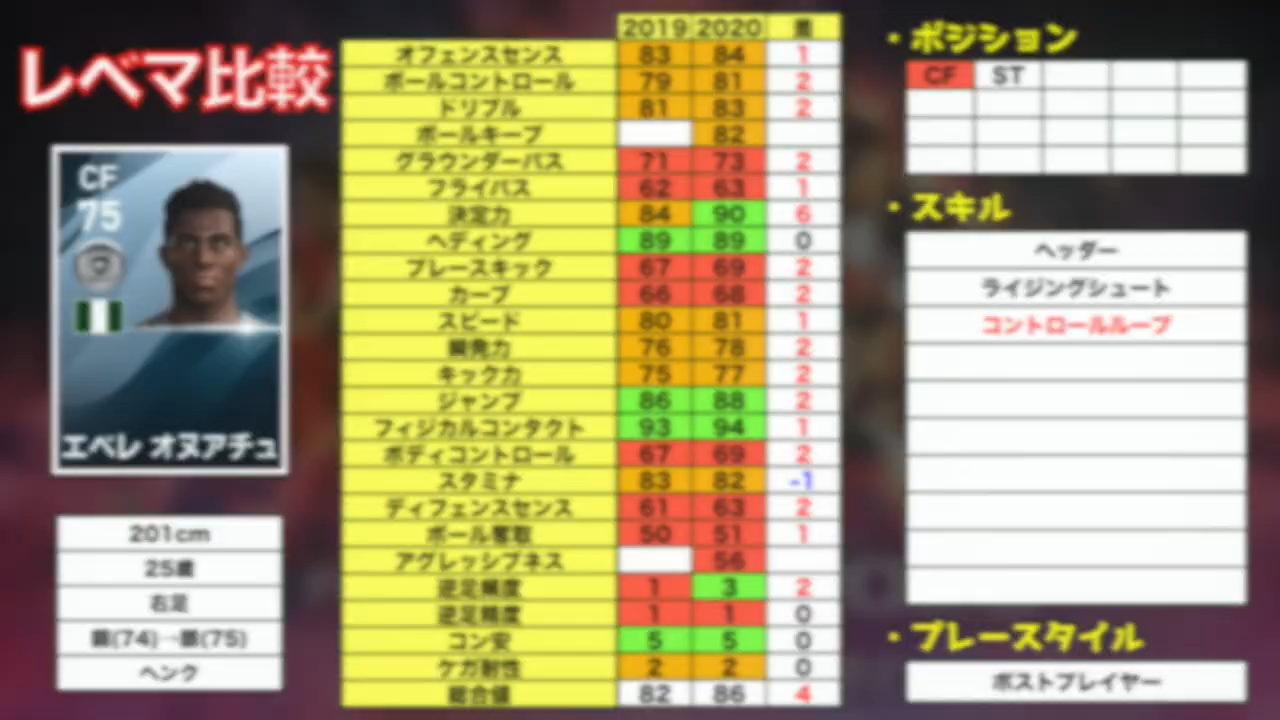 レベマ比較
CF
75
エベレ オヌアチュ
201cm
25歳
右足
銀(74)→銀(75)
ヘンク
2019 2020 差
オフェンスセンス 83 84 1
ボールコントロール 79 81 2
ドリブル 81 83 2
ボールキープ 82
グラウンダーパス 71 73 2
フライパス 62 63 1
決定力 84 90 6
ヘディング 89 89 0
プレースキック 67 69 2
カーブ 66 68 2
スピード 80 81 1
瞬発力 76 78 2
キック力 75 77 2
ジャンプ 86 88 2
フィジカルコンタクト 93 94 1
ボディコントロール 67 69 2
スタミナ 83 82 -1
ディフェンスセンス 61 63 2
ボール奪取 50 51 1
アグレッシブネス 56
逆足頻度 1 3 2
逆足精度 1 1 0
コン安 5 5 0
ケガ耐性 2 2 0
総合値 82 86 4
・ポジション
CF ST
・スキル
ヘッダー
ライジングシュート
コントロールループ
・プレースタイル
ポストプレイヤー